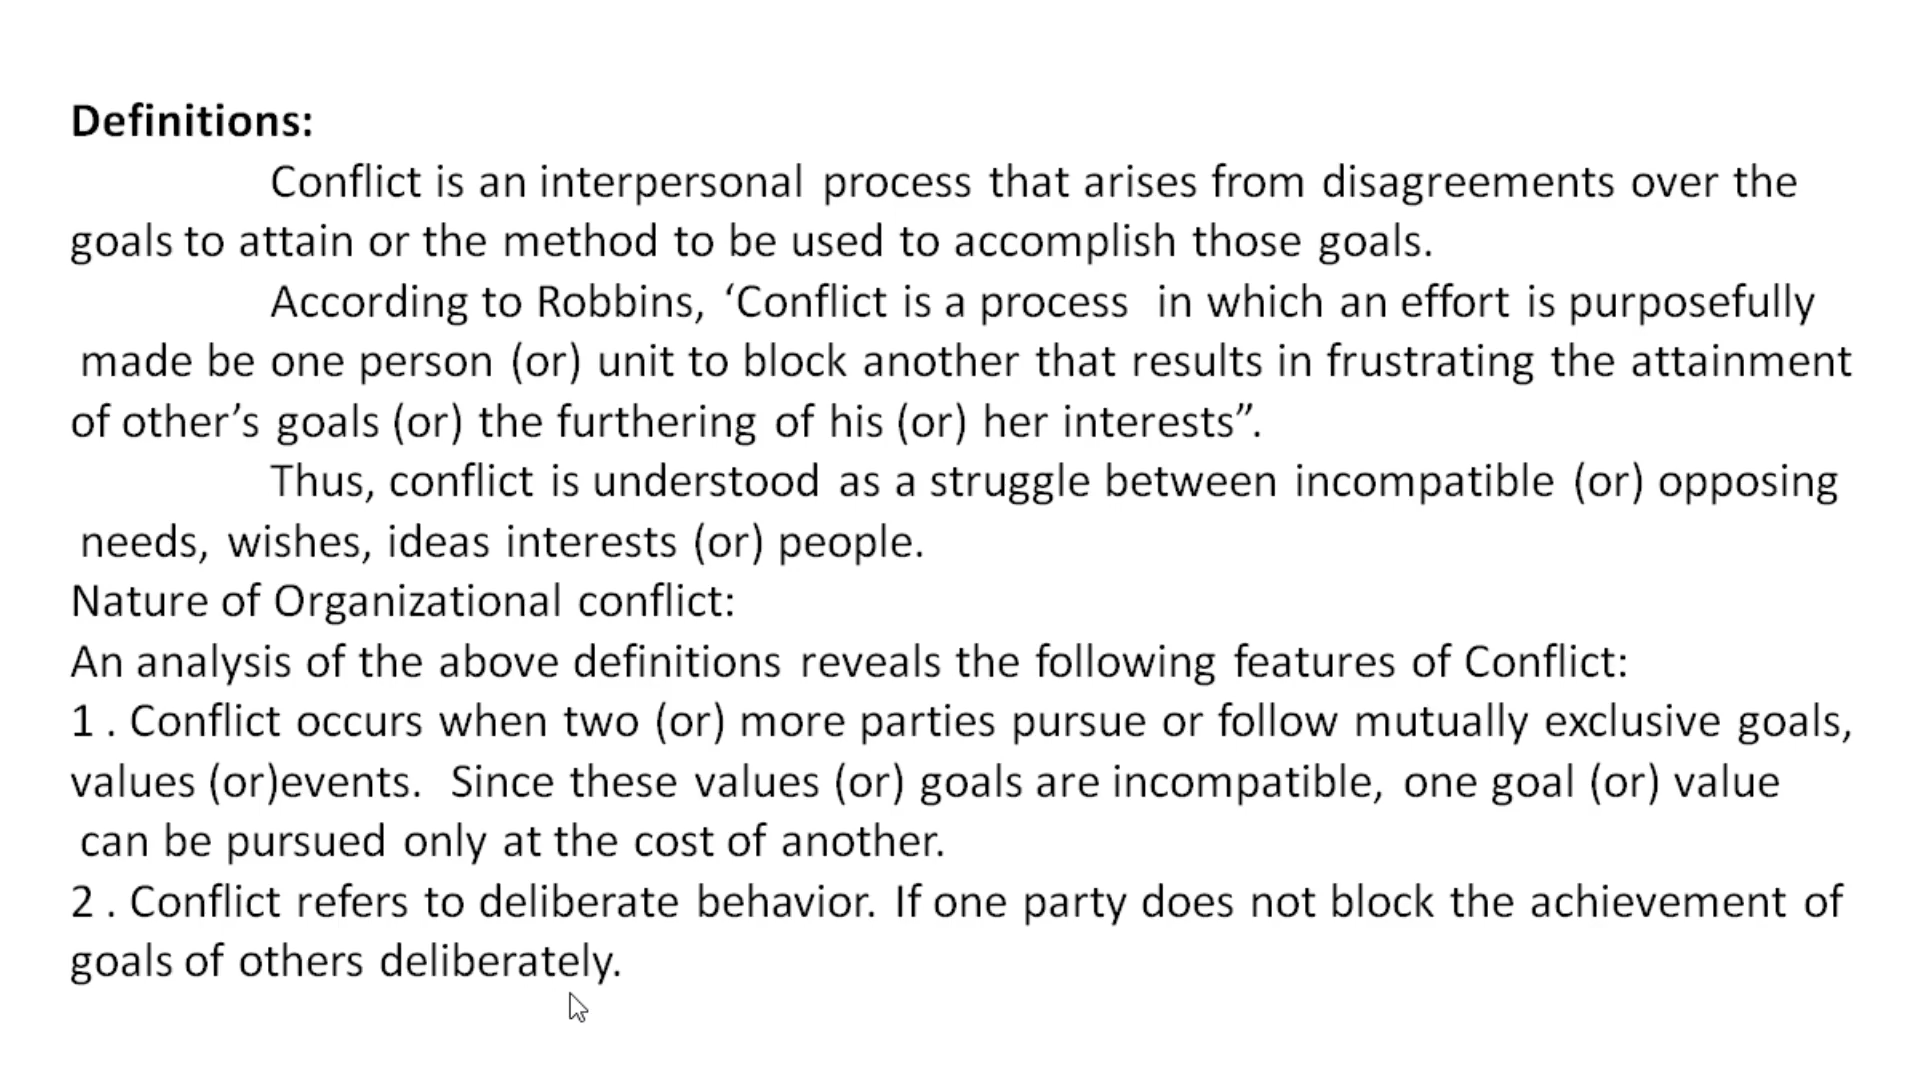 Definitions:
Conflict is an interpersonal process that arises from disagreements over the
goals to attain or the method to be used to accomplish those goals.
According to Robbins, ‘Conflict is a process in which an effort is purposefully
made be one person (or) unit to block another that results in frustrating the attainment
of other’s goals (or) the furthering of his (or) her interests”.
Thus, conflict is understood as a struggle between incompatible (or) opposing
needs, wishes, ideas interests (or) people.
Nature of Organizational conflict:
An analysis of the above definitions reveals the following features of Conflict:
1 . Conflict occurs when two (or) more parties pursue or follow mutually exclusive goals,
values (or)events. Since these values (or) goals are incompatible, one goal (or) value
can be pursued only at the cost of another.
2 . Conflict refers to deliberate behavior. If one party does not block the achievement of
goals of others deliberately.